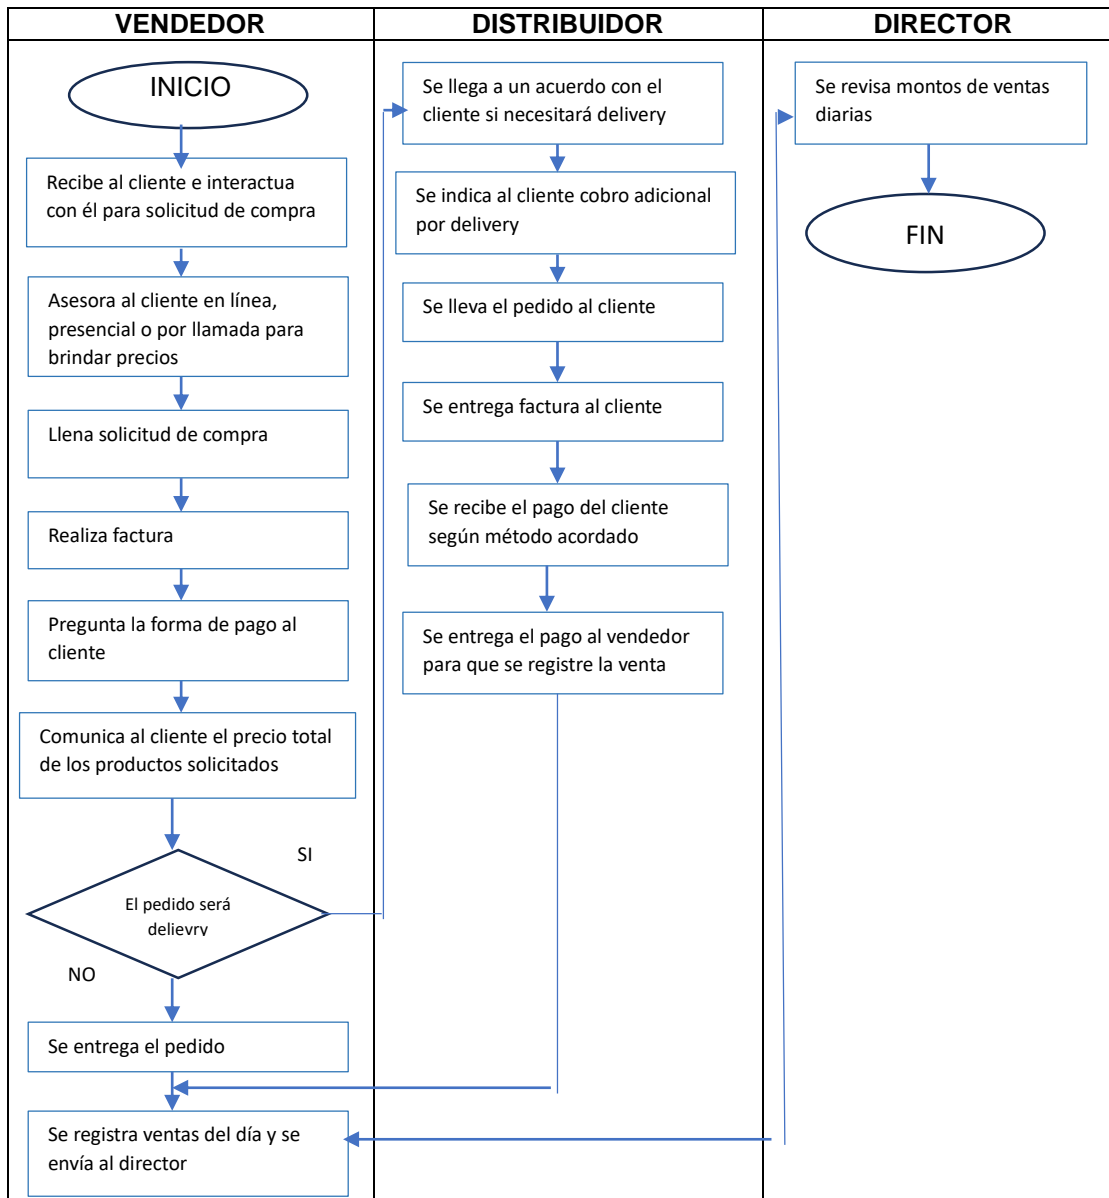 VENDEDOR
DISTRIBUIDOR
DIRECTOR
INICIO
Recibe al cliente e interactua
con él para solicitud de compra
Asesora al cliente en línea,
presencial o por llamada para
brindar precios
Llena solicitud de compra
Realiza factura
Pregunta la forma de pago al
cliente
Comunica al cliente el precio total
de los productos solicitados
SI
El pedido será
delievry
NO
Se entrega el pedido
Se registra ventas del día y se
envía al director
Se llega a un acuerdo con el
cliente si necesitará delivery
Se indica al cliente cobro adicional
por delivery
Se lleva el pedido al cliente
Se entrega factura al cliente
Se recibe el pago del cliente
según método acordado
Se entrega el pago al vendedor
para que se registre la venta
Se revisa montos de ventas
diarias
FIN